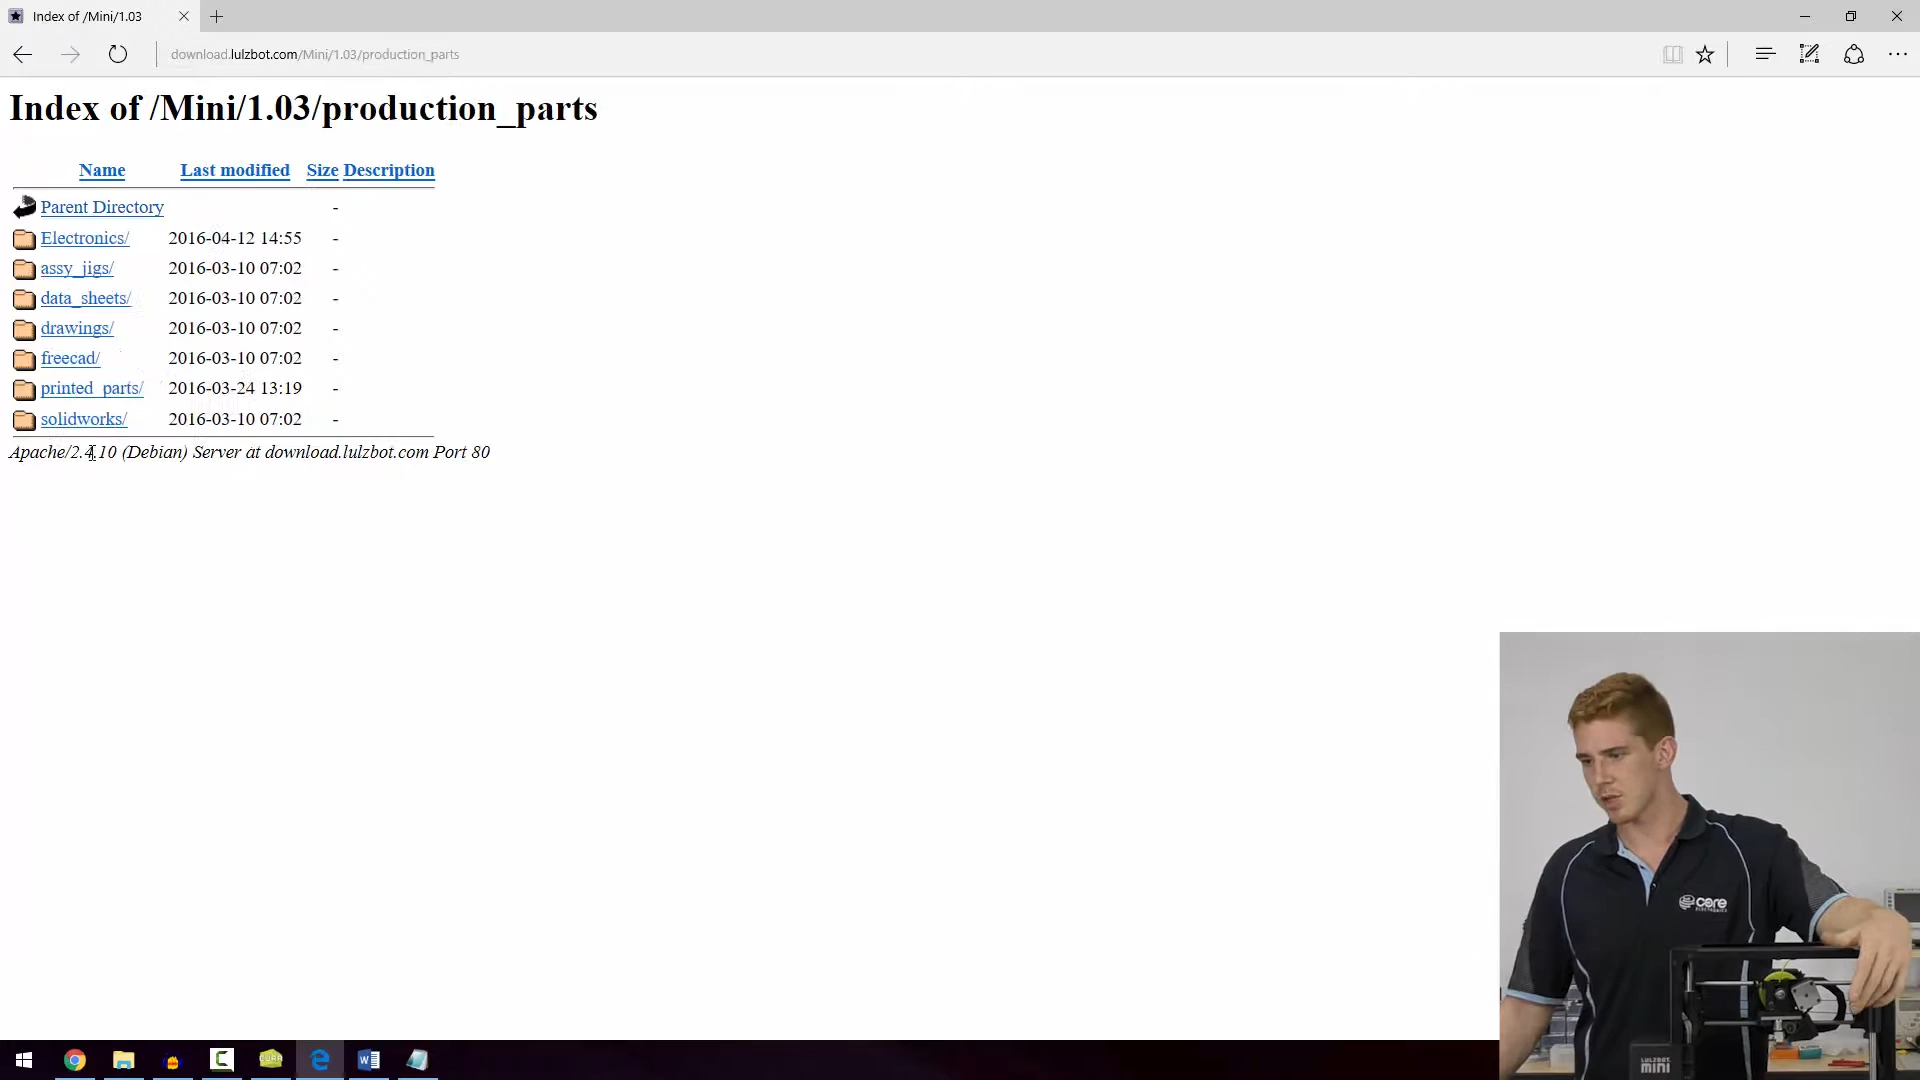 Index of /Mini/1.03
download.lulzbot.com/Mini/1.03/production_parts
Index of /Mini/1.03/production_parts
Name Last modified Size Description
Parent Directory -
Electronics/ 2016-04-12 14:55 -
assy_jigs/ 2016-03-10 07:02 -
data_sheets/ 2016-03-10 07:02 -
drawings/ 2016-03-10 07:02 -
freecad/ 2016-03-10 07:02 -
printed_parts/ 2016-03-24 13:19 -
solidworks/ 2016-03-10 07:02 -
Apache/2.4.10 (Debian) Server at download.lulzbot.com Port 80
core
ELECTRONICS
LULZBOT
mini
CURA